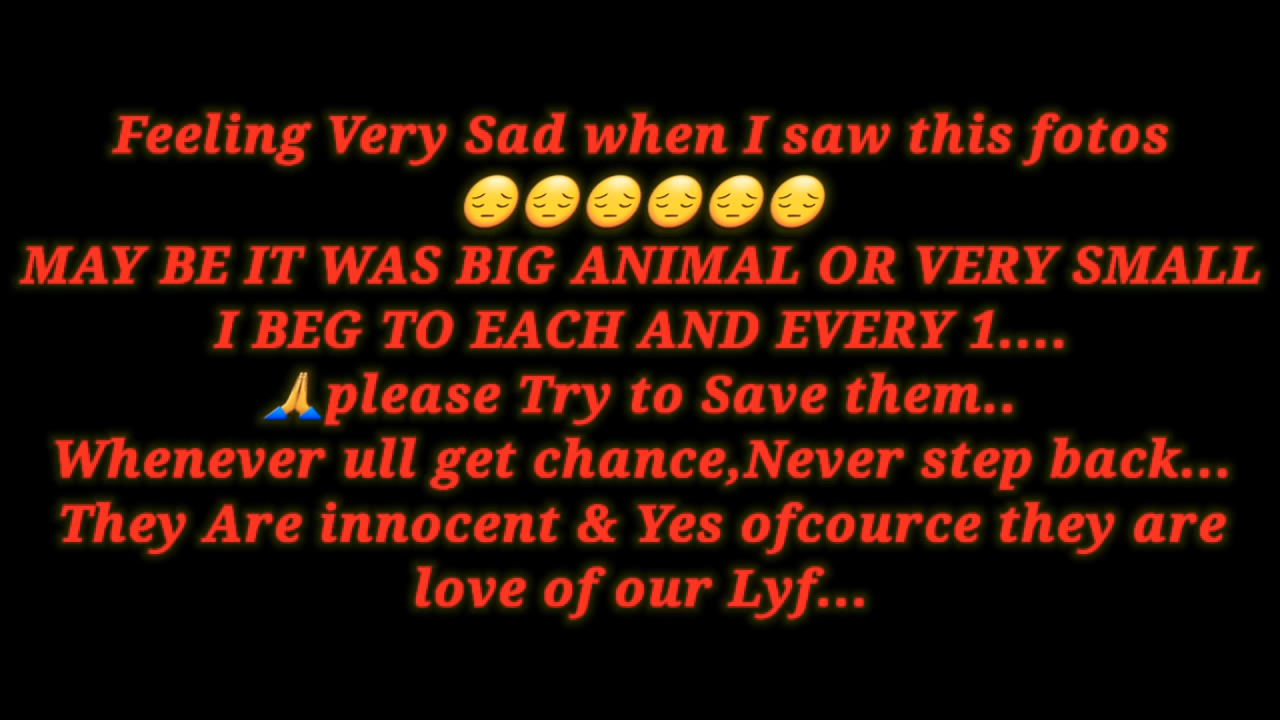 Feeling Very Sad when I saw this fotos
😔😔😔😔😔😔
MAY BE IT WAS BIG ANIMAL OR VERY SMALL
I BEG TO EACH AND EVERY 1....
🙏please Try to Save them..
Whenever ull get chance,Never step back...
They Are innocent & Yes ofcource they are
love of our Lyf...